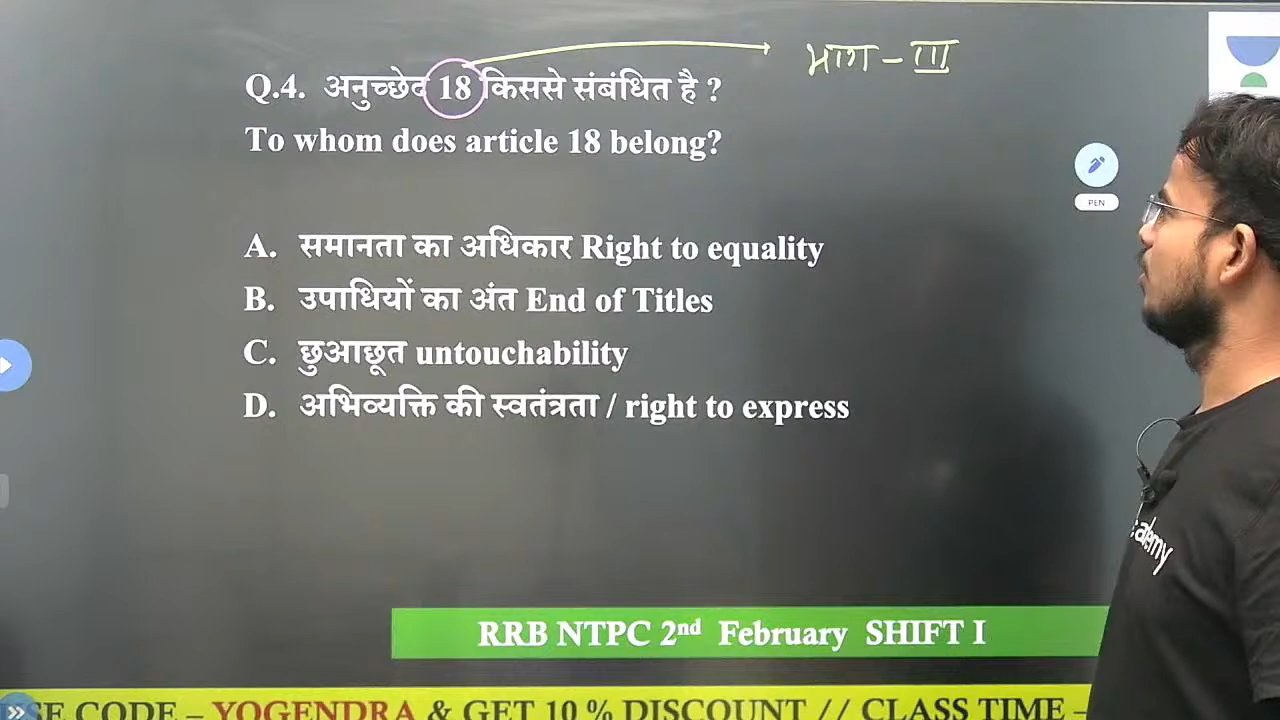 भाग - III
Q.4. अनुच्छेद 18 किससे संबंधित है ?
To whom does article 18 belong?
PEN
A. समानता का अधिकार Right to equality
B. उपाधियों का अंत End of Titles
C. छुआछूत untouchability
D. अभिव्यक्ति की स्वतंत्रता / right to express
RRB NTPC 2nd February SHIFT I
CODE – YOGENDRA & GET 10 % DISCOUNT // CLASS TIME –